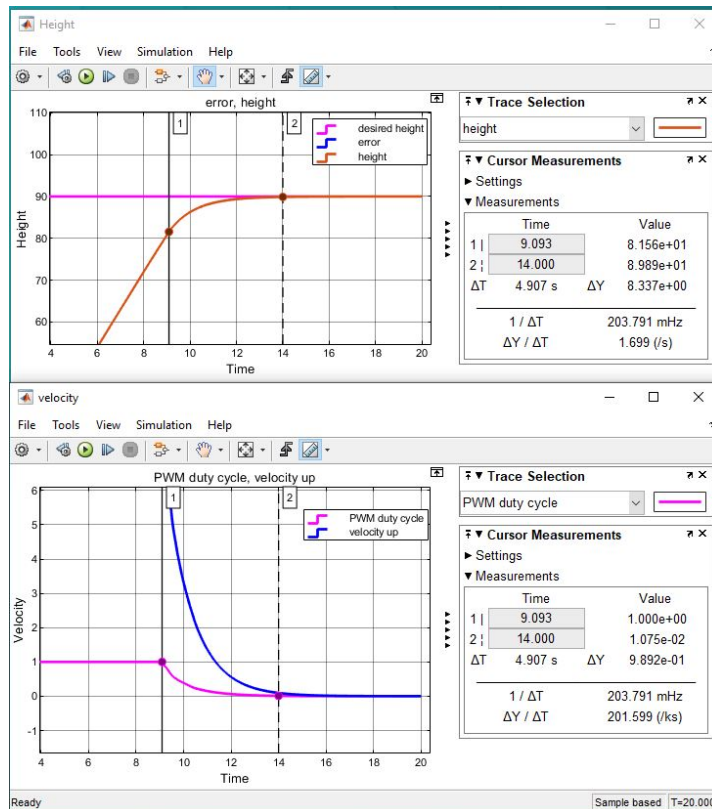 Height
File Tools View Simulation Help
error, height
1
2
desired height
error
height
110
100
90
80
70
60
Height
4 6 8 10 12 14 16 18 20
Time
Trace Selection
height
Cursor Measurements
Settings
Measurements
Time Value
1 | 9.093 8.156e+01
2 ¦ 14.000 8.989e+01
ΔT 4.907 s ΔY 8.337e+00
1 / ΔT 203.791 mHz
ΔY / ΔT 1.699 (/s)
velocity
File Tools View Simulation Help
PWM duty cycle, velocity up
1
2
PWM duty cycle
velocity up
6
5
4
3
2
1
0
-1
Velocity
4 6 8 10 12 14 16 18 20
Time
Trace Selection
PWM duty cycle
Cursor Measurements
Settings
Measurements
Time Value
1 | 9.093 1.000e+00
2 ¦ 14.000 1.075e-02
ΔT 4.907 s ΔY 9.892e-01
1 / ΔT 203.791 mHz
ΔY / ΔT 201.599 (/ks)
Ready
Sample based T=20.000